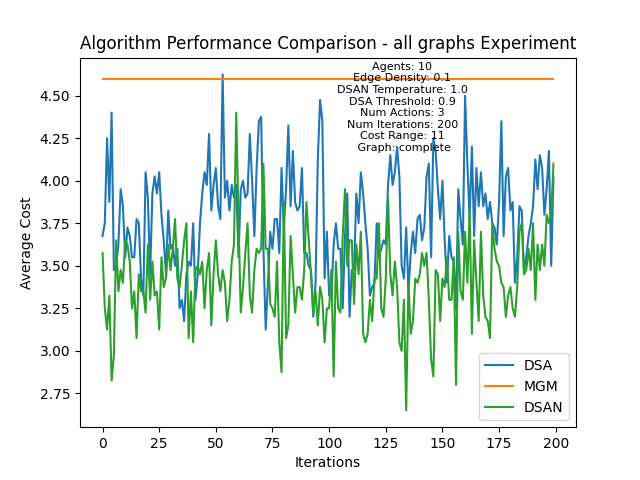 Algorithm Performance Comparison - all graphs Experiment
Agents: 10
Edge Density: 0.1
DSAN Temperature: 1.0
DSA Threshold: 0.9
Num Actions: 3
Num Iterations: 200
Cost Range: 11
Graph: complete
Average Cost
4.50
4.25
4.00
3.75
3.50
3.25
3.00
2.75
0 25 50 75 100 125 150 175 200
Iterations
DSA
MGM
DSAN